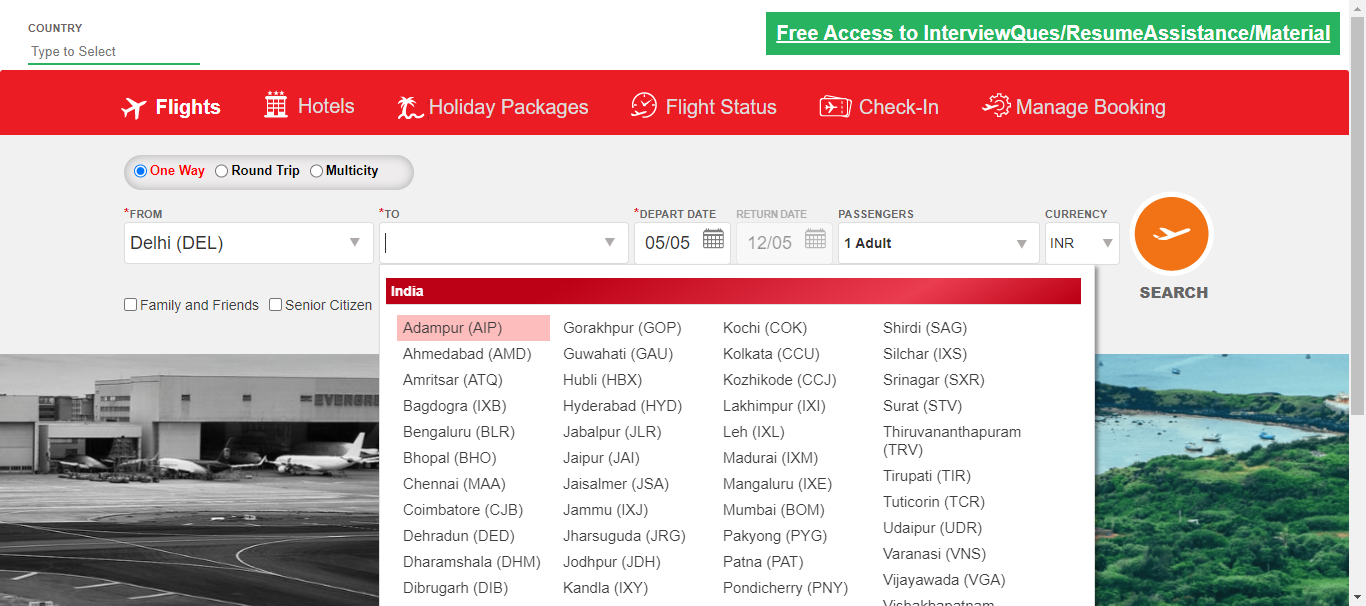 COUNTRY
Type to Select
Free Access to InterviewQues/ResumeAssistance/Material
Flights Hotels Holiday Packages Flight Status Check-In Manage Booking
One Way Round Trip Multicity
*FROM *TO *DEPART DATE RETURN DATE PASSENGERS CURRENCY
Delhi (DEL) 05/05 12/05 1 Adult INR
SEARCH
Family and Friends Senior Citizen
India
Adampur (AIP) Gorakhpur (GOP) Kochi (COK) Shirdi (SAG)
Ahmedabad (AMD) Guwahati (GAU) Kolkata (CCU) Silchar (IXS)
Amritsar (ATQ) Hubli (HBX) Kozhikode (CCJ) Srinagar (SXR)
Bagdogra (IXB) Hyderabad (HYD) Lakhimpur (IXI) Surat (STV)
Bengaluru (BLR) Jabalpur (JLR) Leh (IXL) Thiruvananthapuram
(TRV)
Bhopal (BHO) Jaipur (JAI) Madurai (IXM) Tirupati (TIR)
Chennai (MAA) Jaisalmer (JSA) Mangaluru (IXE) Tuticorin (TCR)
Coimbatore (CJB) Jammu (IXJ) Mumbai (BOM) Udaipur (UDR)
Dehradun (DED) Jharsuguda (JRG) Pakyong (PYG) Varanasi (VNS)
Dharamshala (DHM) Jodhpur (JDH) Patna (PAT) Vijayawada (VGA)
Dibrugarh (DIB) Kandla (IXY) Pondicherry (PNY) Vishakhapatnam